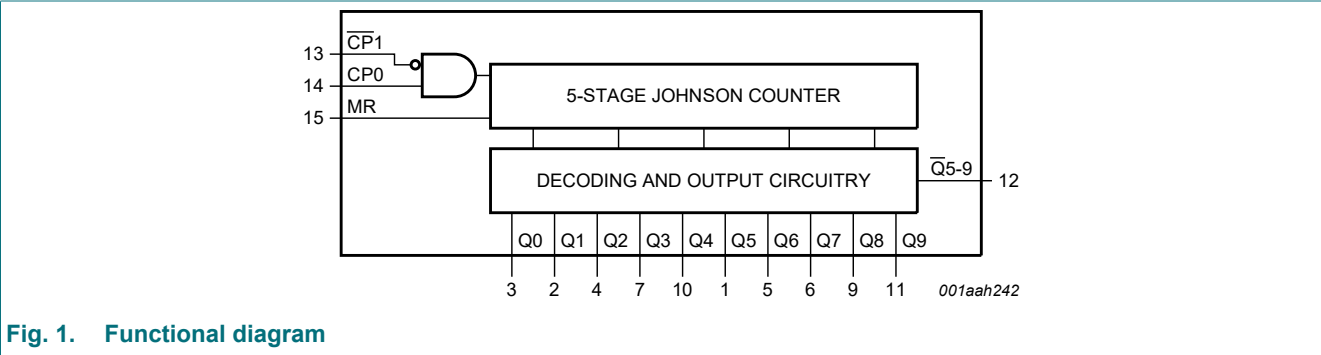 13 C̅P̅1
14 CP0
15 MR
5-STAGE JOHNSON COUNTER
DECODING AND OUTPUT CIRCUITRY
Q̅5-9 12
Q0 Q1 Q2 Q3 Q4 Q5 Q6 Q7 Q8 Q9
3 2 4 7 10 1 5 6 9 11 001aah242
Fig. 1. Functional diagram